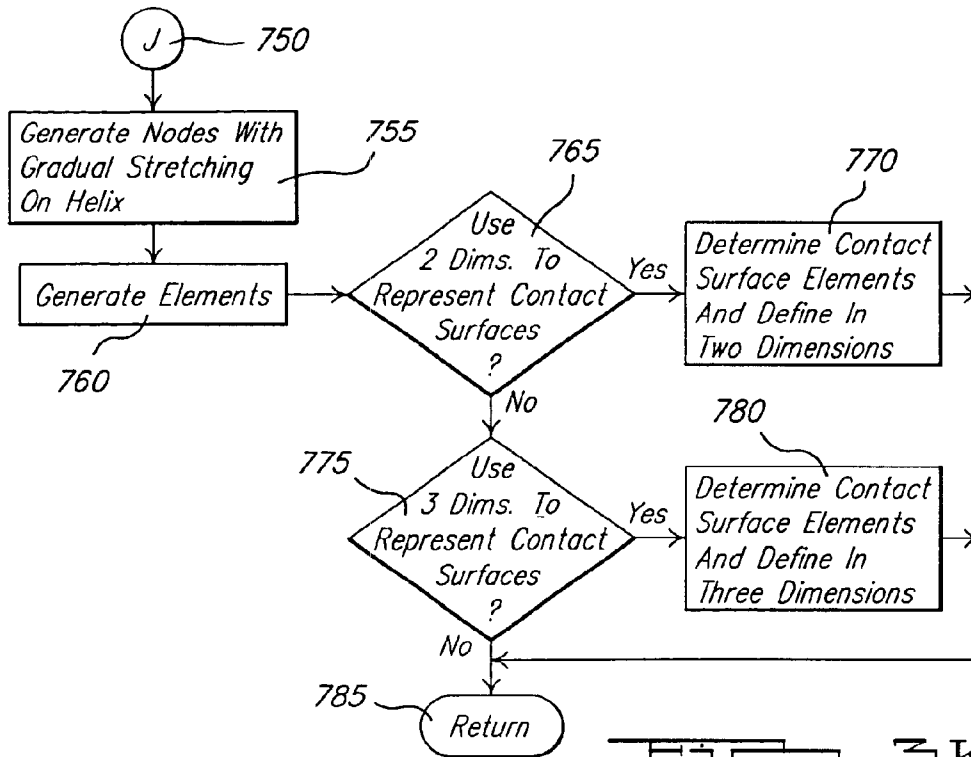 J
750
Generate Nodes With
Gradual Stretching
On Helix
755
Generate Elements
760
Use
2 Dims. To
Represent Contact
Surfaces
?
765
Yes
No
Determine Contact
Surface Elements
And Define In
Two Dimensions
770
Use
3 Dims. To
Represent Contact
Surfaces
?
775
Yes
No
Determine Contact
Surface Elements
And Define In
Three Dimensions
780
Return
785